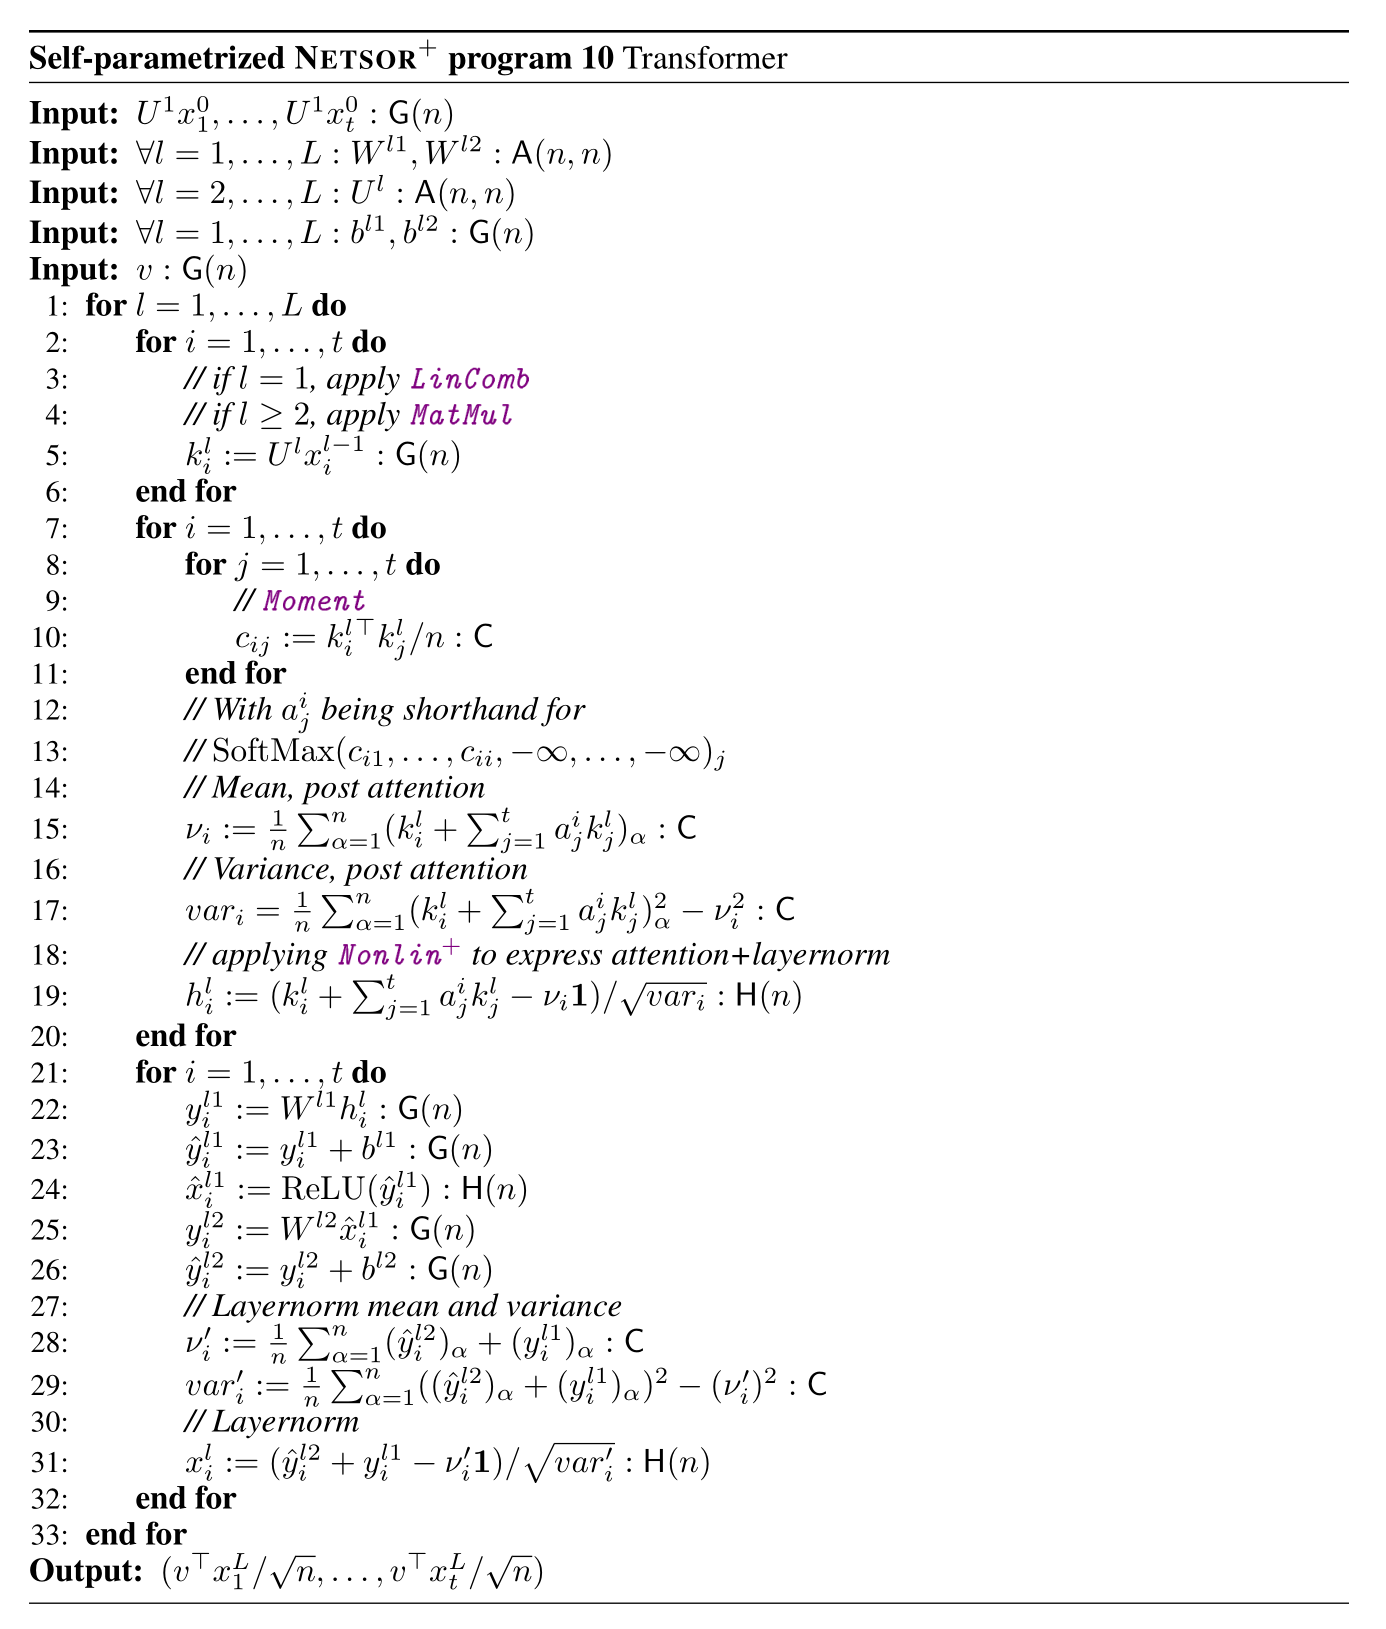 Self-parametrized NETSOR⁺ program 10 Transformer
Input: $U^1x_1^0, \ldots, U^1x_t^0 : \mathsf{G}(n)$
Input: $\forall l = 1, \ldots, L : W^{l1}, W^{l2} : \mathsf{A}(n, n)$
Input: $\forall l = 2, \ldots, L : U^l : \mathsf{A}(n, n)$
Input: $\forall l = 1, \ldots, L : b^{l1}, b^{l2} : \mathsf{G}(n)$
Input: $v : \mathsf{G}(n)$
1: for $l = 1, \ldots, L$ do
2: for $i = 1, \ldots, t$ do
3: // if $l = 1$, apply LinComb
4: // if $l \geq 2$, apply MatMul
5: $k_i^l := U^l x_i^{l-1} : \mathsf{G}(n)$
6: end for
7: for $i = 1, \ldots, t$ do
8: for $j = 1, \ldots, t$ do
9: // Moment
10: $c_{ij} := k_i^{l\top} k_j^l / n : \mathsf{C}$
11: end for
12: // With $a_j^i$ being shorthand for
13: // $\mathrm{SoftMax}(c_{i1}, \ldots, c_{ii}, -\infty, \ldots, -\infty)_j$
14: // Mean, post attention
15: $\nu_i := \frac{1}{n} \sum_{\alpha=1}^n (k_i^l + \sum_{j=1}^t a_j^i k_j^l)_\alpha : \mathsf{C}$
16: // Variance, post attention
17: $var_i = \frac{1}{n} \sum_{\alpha=1}^n (k_i^l + \sum_{j=1}^t a_j^i k_j^l)_\alpha^2 - \nu_i^2 : \mathsf{C}$
18: // applying Nonlin⁺ to express attention+layernorm
19: $h_i^l := (k_i^l + \sum_{j=1}^t a_j^i k_j^l - \nu_i \mathbf{1}) / \sqrt{var_i} : \mathsf{H}(n)$
20: end for
21: for $i = 1, \ldots, t$ do
22: $y_i^{l1} := W^{l1} h_i^l : \mathsf{G}(n)$
23: $\hat{y}_i^{l1} := y_i^{l1} + b^{l1} : \mathsf{G}(n)$
24: $\hat{x}_i^{l1} := \mathrm{ReLU}(\hat{y}_i^{l1}) : \mathsf{H}(n)$
25: $y_i^{l2} := W^{l2} \hat{x}_i^{l1} : \mathsf{G}(n)$
26: $\hat{y}_i^{l2} := y_i^{l2} + b^{l2} : \mathsf{G}(n)$
27: // Layernorm mean and variance
28: $\nu_i' := \frac{1}{n} \sum_{\alpha=1}^n (\hat{y}_i^{l2})_\alpha + (y_i^{l1})_\alpha : \mathsf{C}$
29: $var_i' := \frac{1}{n} \sum_{\alpha=1}^n ((\hat{y}_i^{l2})_\alpha + (y_i^{l1})_\alpha)^2 - (\nu_i')^2 : \mathsf{C}$
30: // Layernorm
31: $x_i^l := (\hat{y}_i^{l2} + y_i^{l1} - \nu_i' \mathbf{1}) / \sqrt{var_i'} : \mathsf{H}(n)$
32: end for
33: end for
Output: $(v^\top x_1^L / \sqrt{n}, \ldots, v^\top x_t^L / \sqrt{n})$